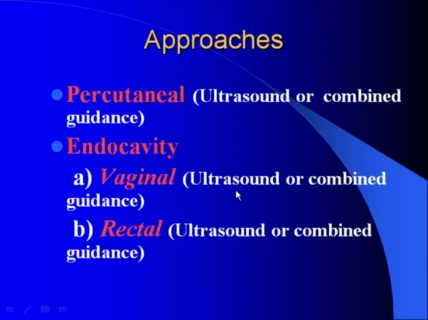 Approaches
Percutaneal (Ultrasound or combined
guidance)
Endocavity
a) Vaginal (Ultrasound or combined
guidance)
b) Rectal (Ultrasound or combined
guidance)